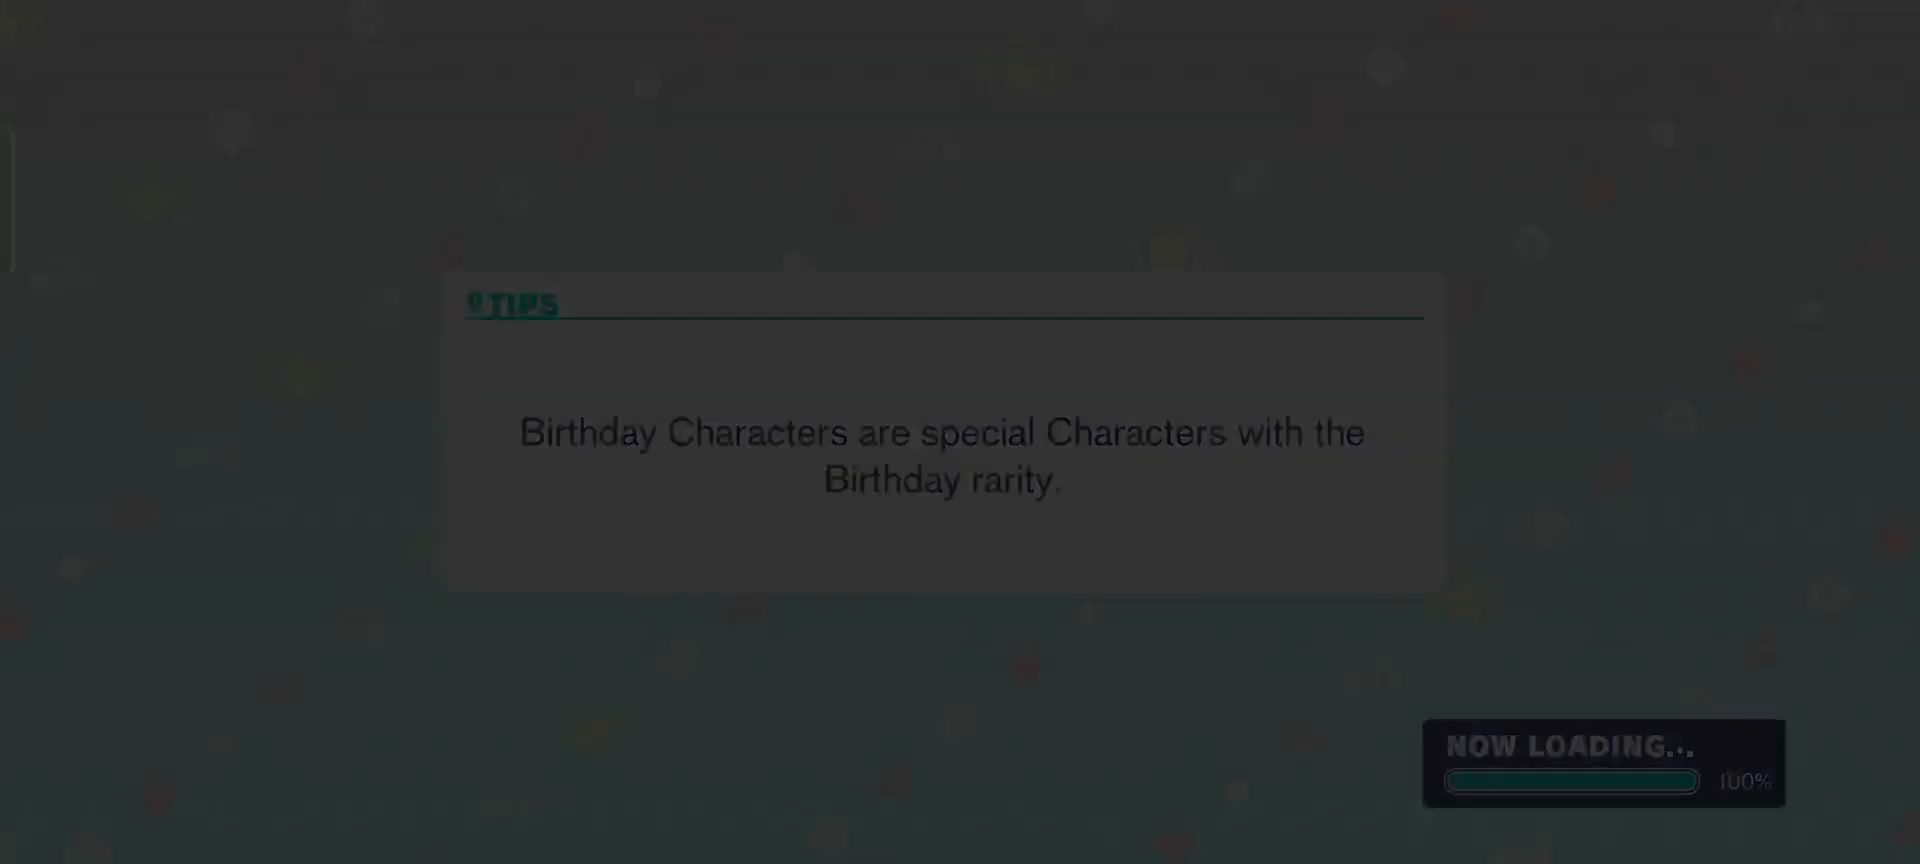 TIPS
Birthday Characters are special Characters with the
Birthday rarity.
NOW LOADING...
100%